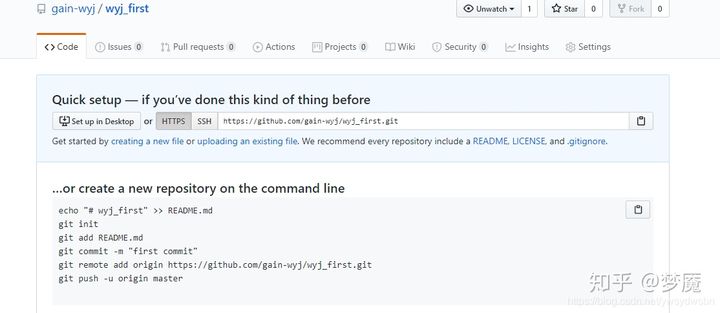 gain-wyj / wyj_first
Unwatch 1 Star 0 Fork 0
Code Issues 0 Pull requests 0 Actions Projects 0 Wiki Security 0 Insights Settings
Quick setup — if you've done this kind of thing before
Set up in Desktop or HTTPS SSH https://github.com/gain-wyj/wyj_first.git
Get started by creating a new file or uploading an existing file. We recommend every repository include a README, LICENSE, and .gitignore.
...or create a new repository on the command line
echo "# wyj_first" >> README.md
git init
git add README.md
git commit -m "first commit"
git remote add origin https://github.com/gain-wyj/wyj_first.git
git push -u origin master
知乎 @梦魇